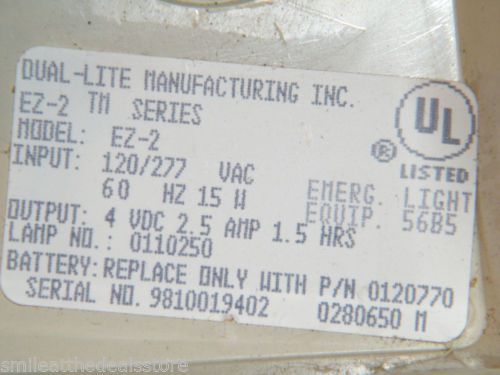 DUAL-LITE MANUFACTURING INC.
EZ-2 TM SERIES
MODEL: EZ-2
INPUT: 120/277 VAC
60 HZ 15 W
OUTPUT: 4 VDC 2.5 AMP 1.5 HRS
LAMP NO.: 0110250
BATTERY: REPLACE ONLY WITH P/N 0120770
SERIAL NO. 9810019402 0280650 M
UL
®
LISTED
EMERG. LIGHT
EQUIP. 56B5
smileatthedealsstore